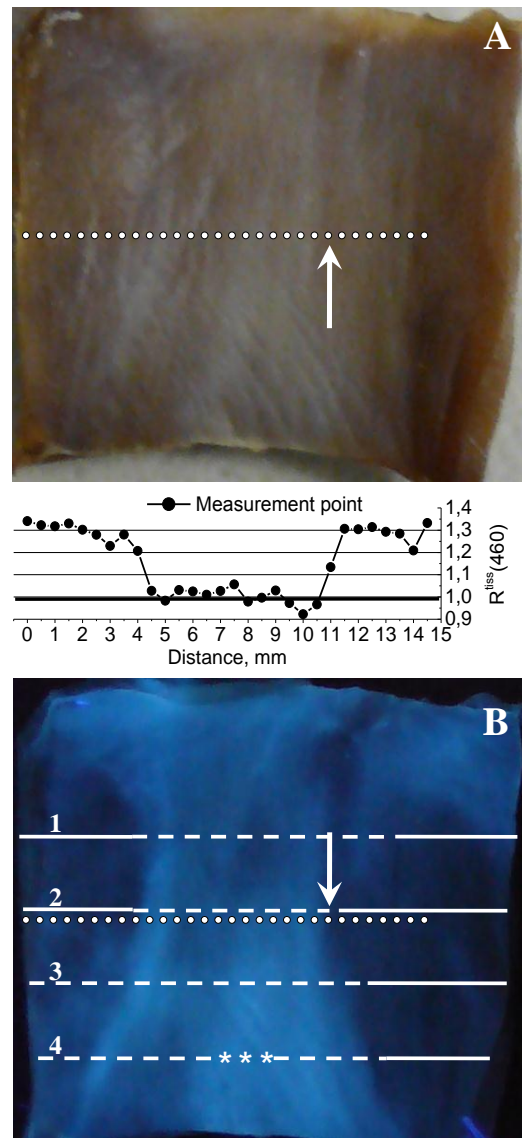 A
Measurement point
1,4
1,3
1,2
1,1
1,0
0,9
R^tiss(460)
0 1 2 3 4 5 6 7 8 9 10 11 12 13 14 15
Distance, mm
B
1
2
3
4 ***